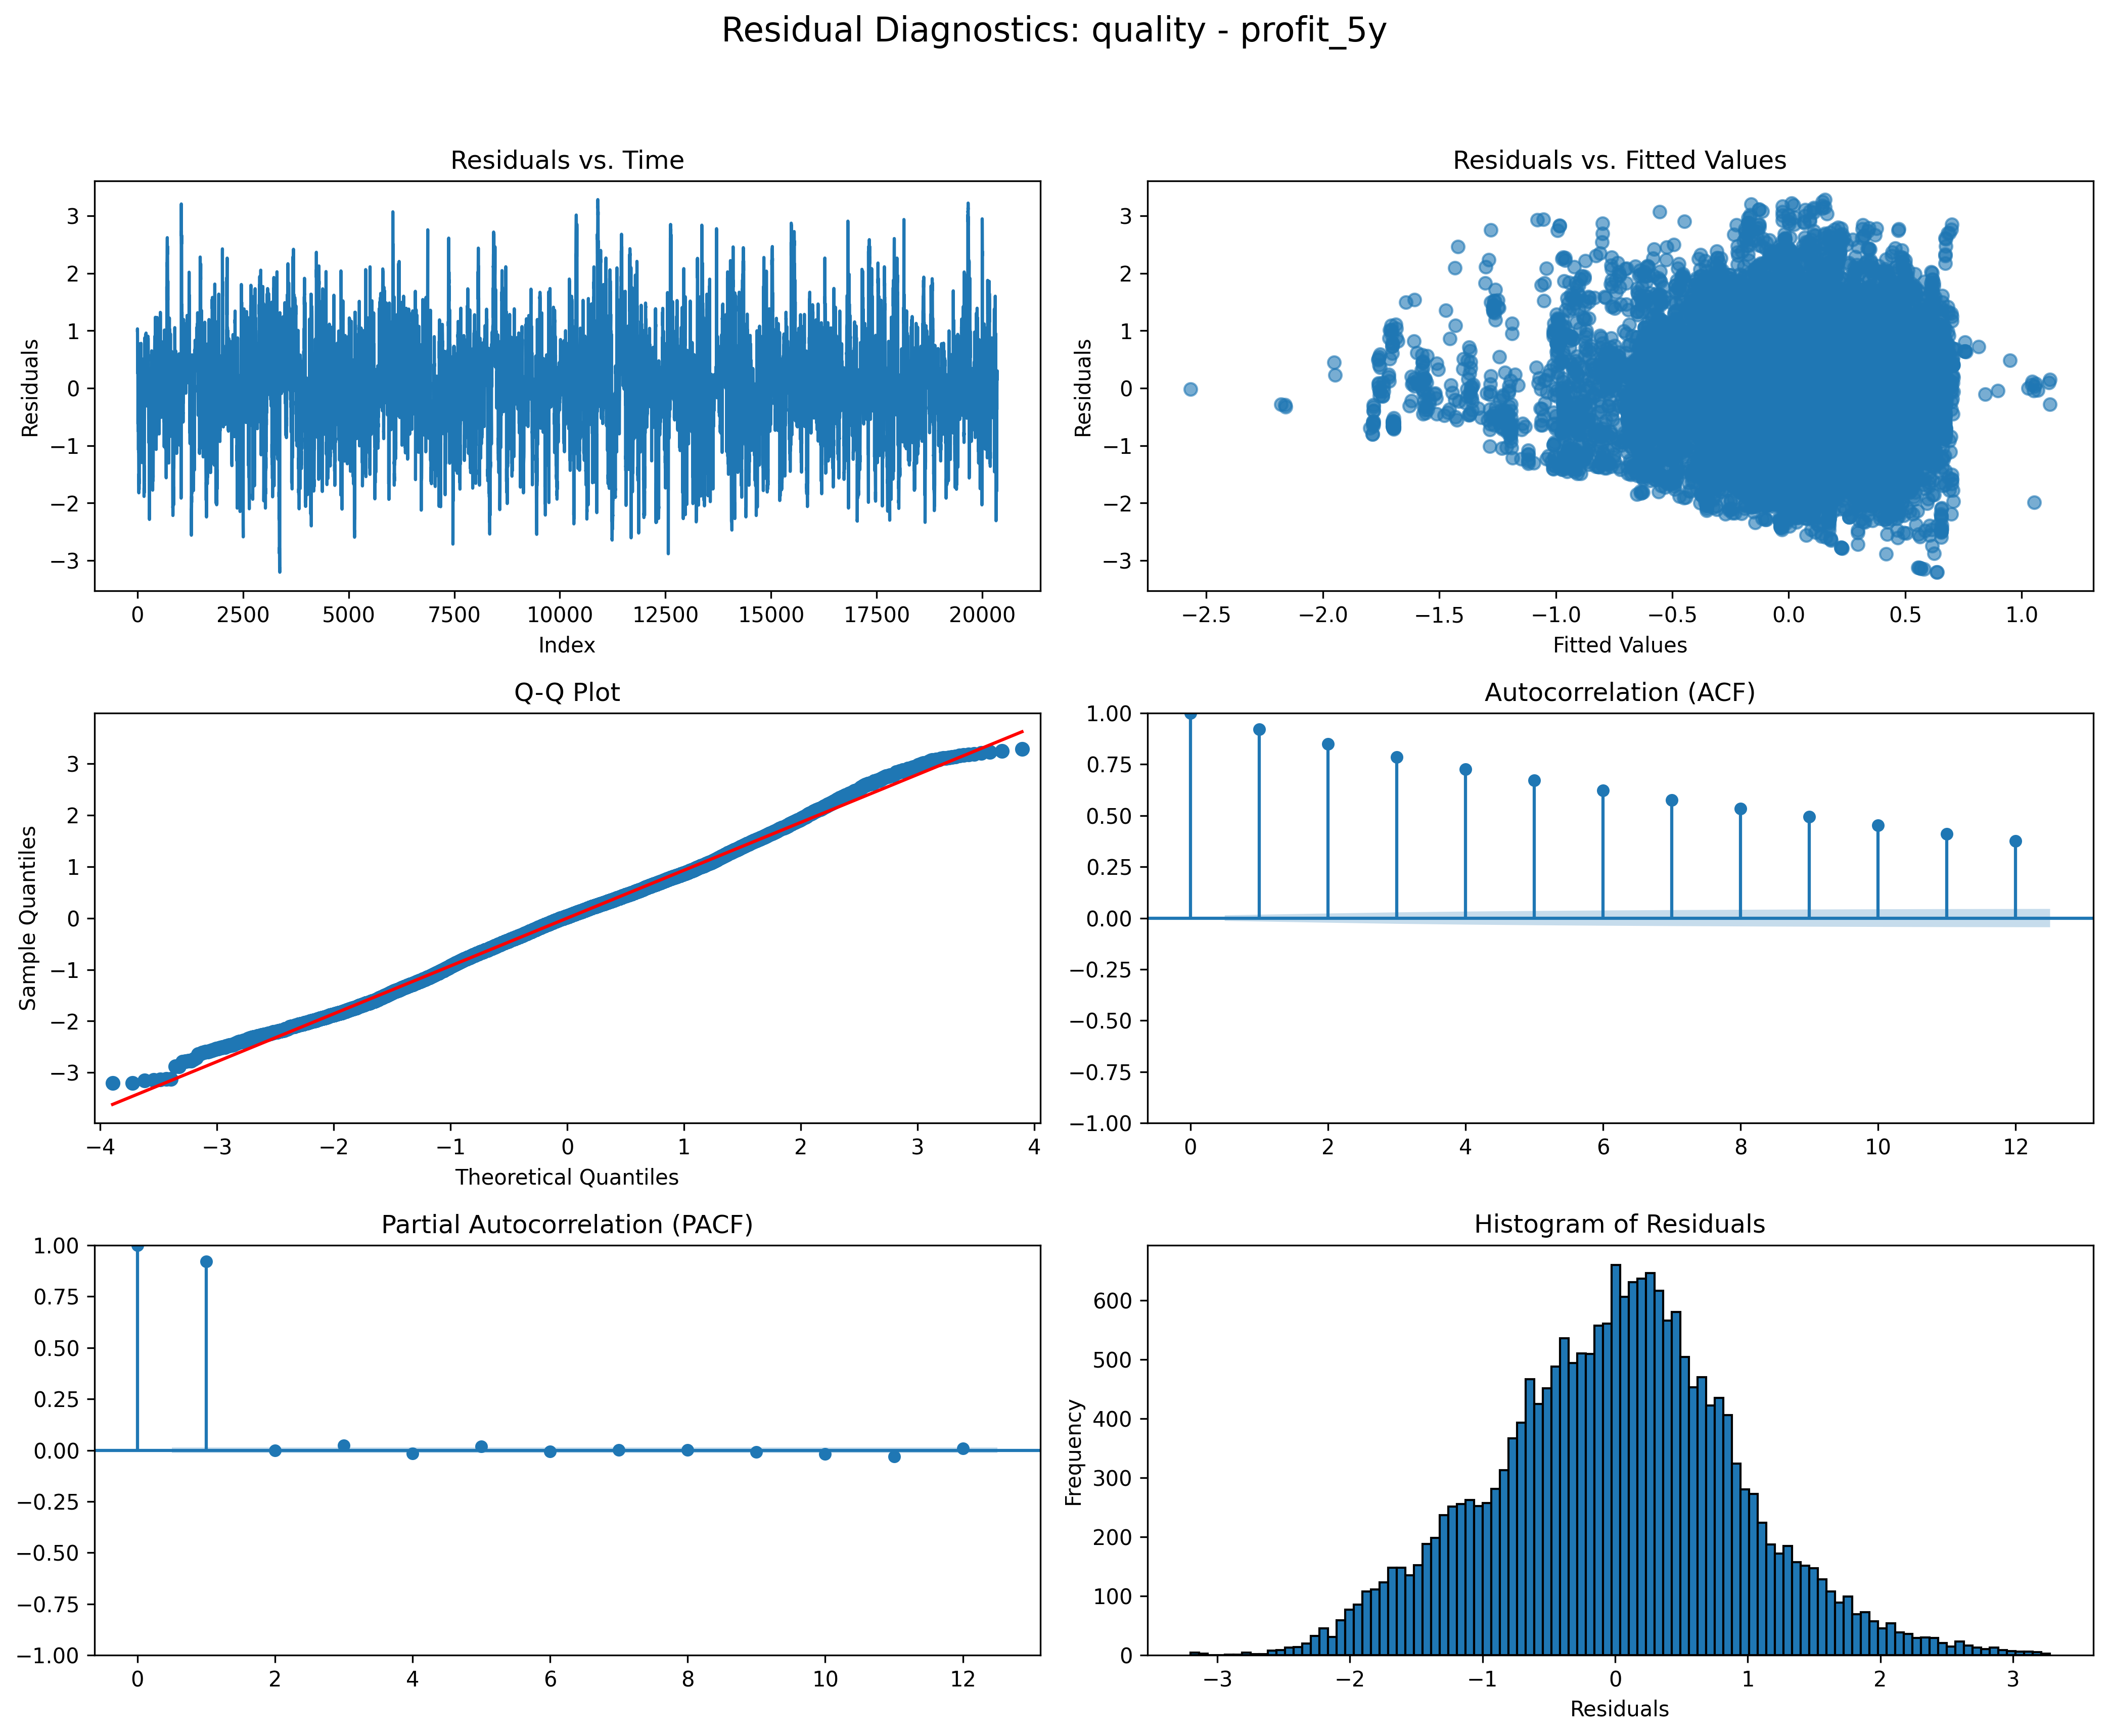 Residual Diagnostics: quality - profit_5y
Residuals vs. Time
3
2
1
0
−1
−2
−3
Residuals
0 2500 5000 7500 10000 12500 15000 17500 20000
Index
Residuals vs. Fitted Values
3
2
1
0
−1
−2
−3
Residuals
−2.5 −2.0 −1.5 −1.0 −0.5 0.0 0.5 1.0
Fitted Values
Q-Q Plot
3
2
1
0
−1
−2
−3
Sample Quantiles
−4 −3 −2 −1 0 1 2 3 4
Theoretical Quantiles
Autocorrelation (ACF)
1.00
0.75
0.50
0.25
0.00
−0.25
−0.50
−0.75
−1.00
0 2 4 6 8 10 12
Partial Autocorrelation (PACF)
1.00
0.75
0.50
0.25
0.00
−0.25
−0.50
−0.75
−1.00
0 2 4 6 8 10 12
Histogram of Residuals
600
500
400
300
200
100
0
Frequency
−3 −2 −1 0 1 2 3
Residuals